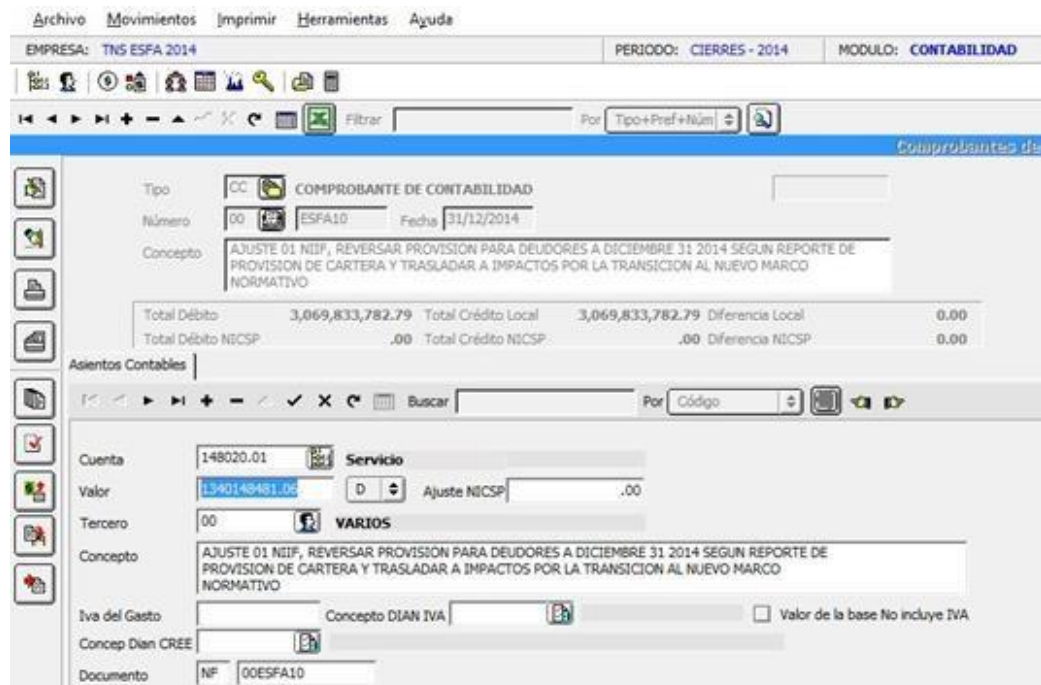 Archivo Movimientos Imprimir Herramientas Ayuda
EMPRESA: TNS ESFA 2014 PERIODO: CIERRES - 2014 MODULO: CONTABILIDAD
Filtrar Por Tipo+Pref+Núm
Comprobantes de
Tipo CC COMPROBANTE DE CONTABILIDAD
Número 00 ESFA10 Fecha 31/12/2014
Concepto AJUSTE 01 NIIF, REVERSAR PROVISION PARA DEUDORES A DICIEMBRE 31 2014 SEGUN REPORTE DE
PROVISION DE CARTERA Y TRASLADAR A IMPACTOS POR LA TRANSICION AL NUEVO MARCO
NORMATIVO
Total Débito 3,069,833,782.79 Total Crédito Local 3,069,833,782.79 Diferencia Local 0.00
Total Débito NICSP .00 Total Crédito NICSP .00 Diferencia NICSP 0.00
Asientos Contables
Buscar Por Código
Cuenta 148020.01 Servicio
Valor 1340148481.06 D Ajuste NICSP .00
Tercero 00 VARIOS
Concepto AJUSTE 01 NIIF, REVERSAR PROVISION PARA DEUDORES A DICIEMBRE 31 2014 SEGUN REPORTE DE
PROVISION DE CARTERA Y TRASLADAR A IMPACTOS POR LA TRANSICION AL NUEVO MARCO
NORMATIVO
Iva del Gasto Concepto DIAN IVA Valor de la base No incluye IVA
Concep Dian CREE
Documento NF 00ESFA10